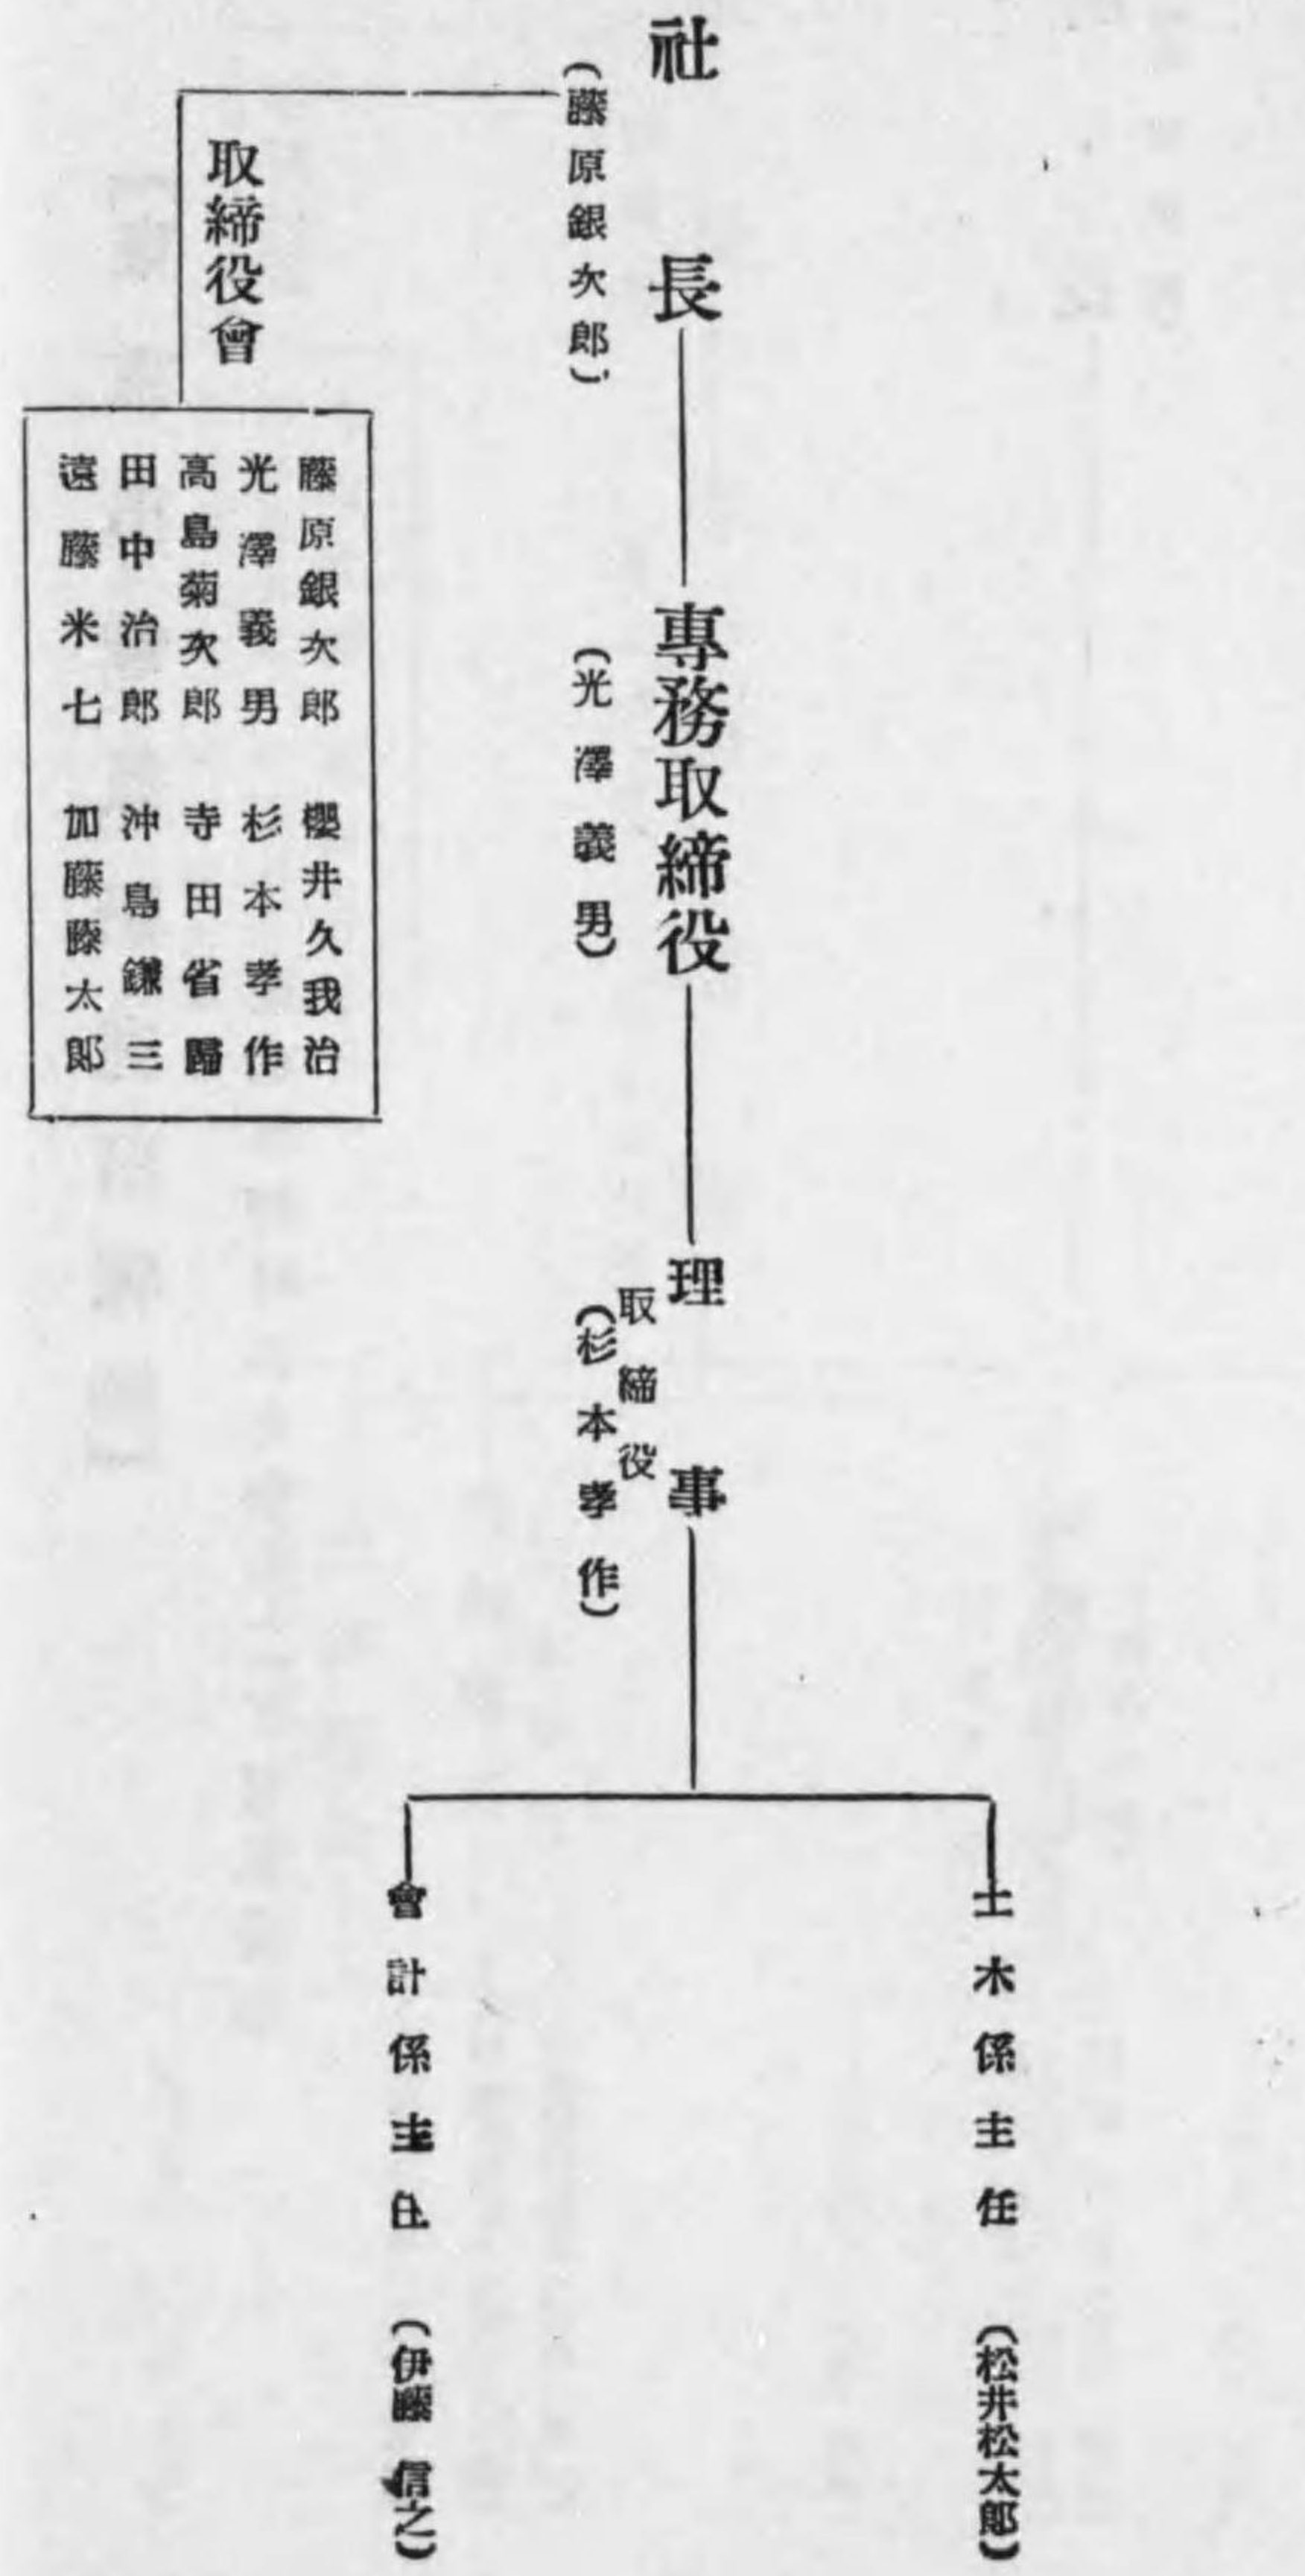 社長
(藤原銀次郎)
取締役會
藤原銀次郎 櫻井久我治
光澤義男 杉本孝作
高島菊次郎 寺田省歸
田中治郎 沖島鎌三
遠藤米七 加藤藤太郎
專務取締役
(光澤義男)
理事
取締役
(杉本孝作)
土木係主任 (松井松太郎)
會計係主任 (伊藤信之)